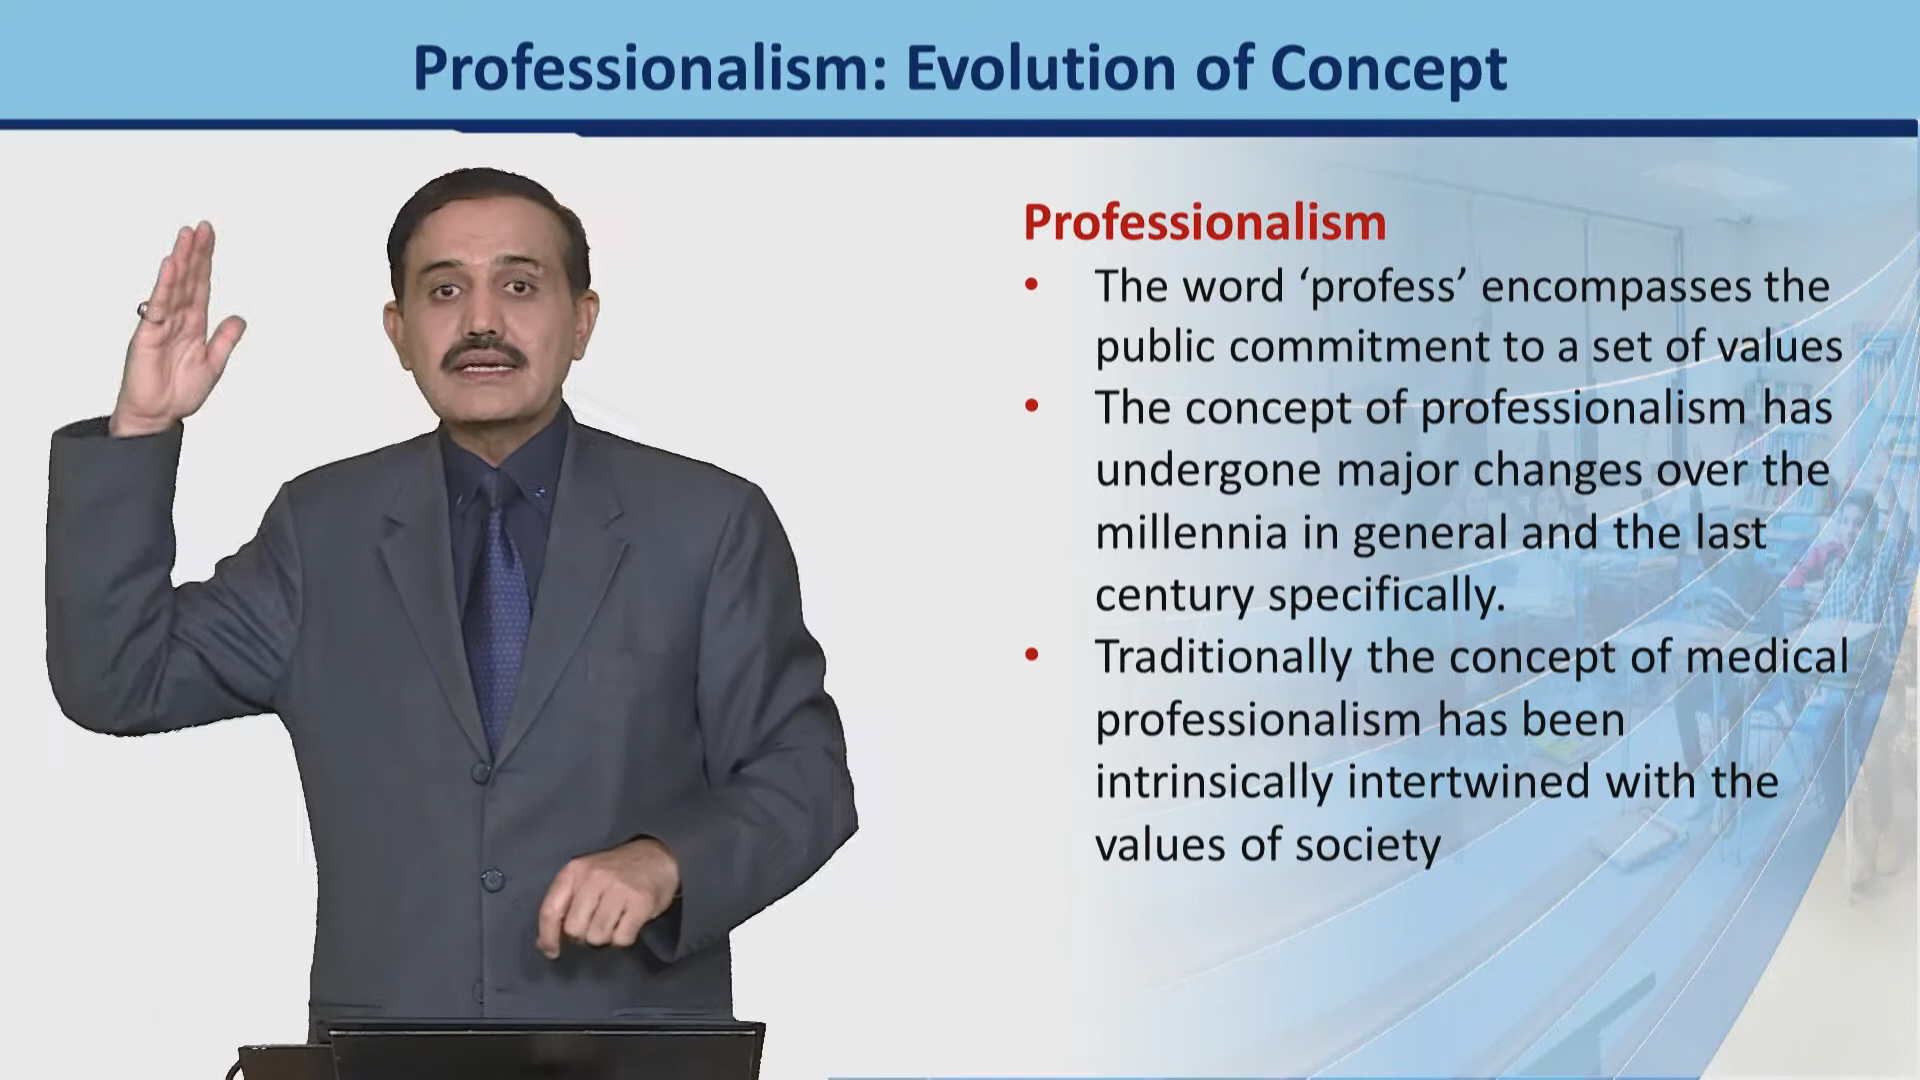 Professionalism: Evolution of Concept
Professionalism
• The word ‘profess’ encompasses the
public commitment to a set of values
• The concept of professionalism has
undergone major changes over the
millennia in general and the last
century specifically.
• Traditionally the concept of medical
professionalism has been
intrinsically intertwined with the
values of society